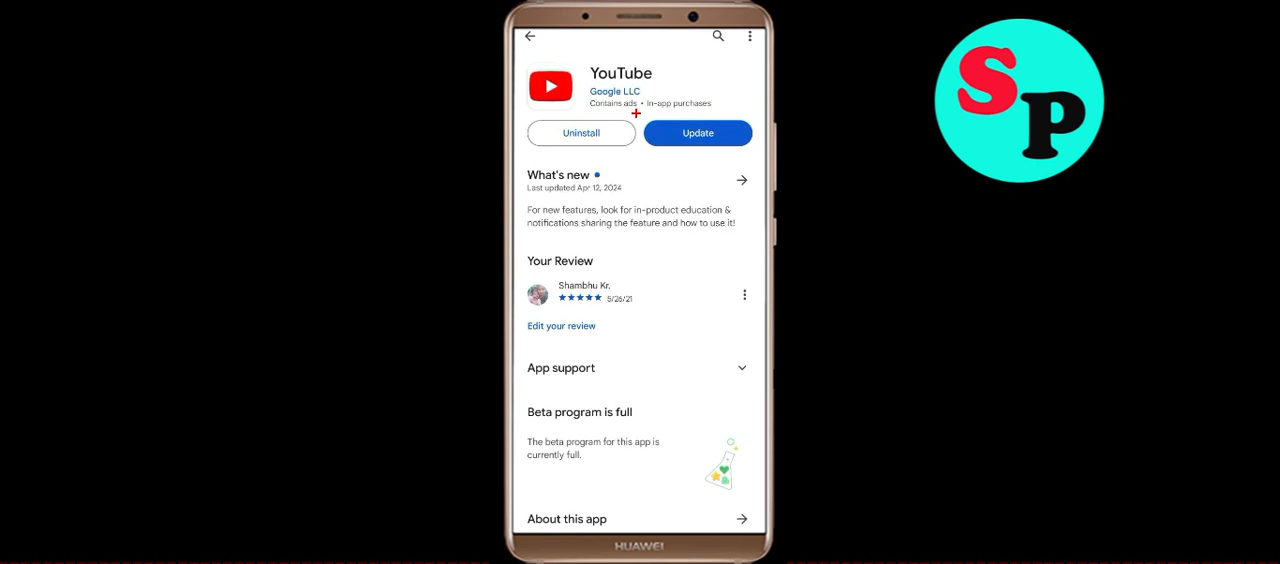 YouTube
Google LLC
Contains ads • In-app purchases
Uninstall
Update
What's new
Last updated Apr 12, 2024
For new features, look for in-product education &
notifications sharing the feature and how to use it!
Your Review
Shambhu Kr.
5/26/21
Edit your review
App support
Beta program is full
The beta program for this app is
currently full.
About this app
HUAWEI
SP